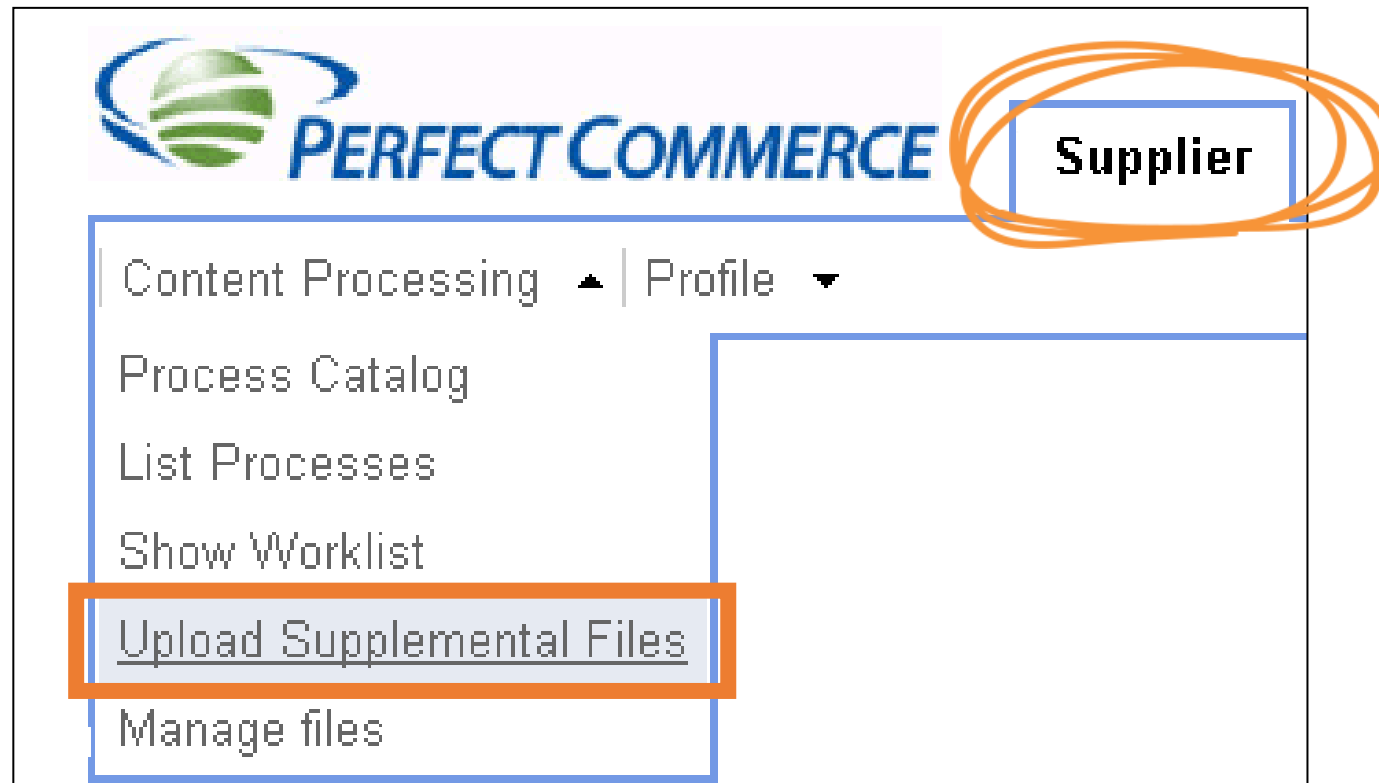 PERFECT COMMERCE
Supplier
Content Processing Profile
Process Catalog
List Processes
Show Worklist
Upload Supplemental Files
Manage files